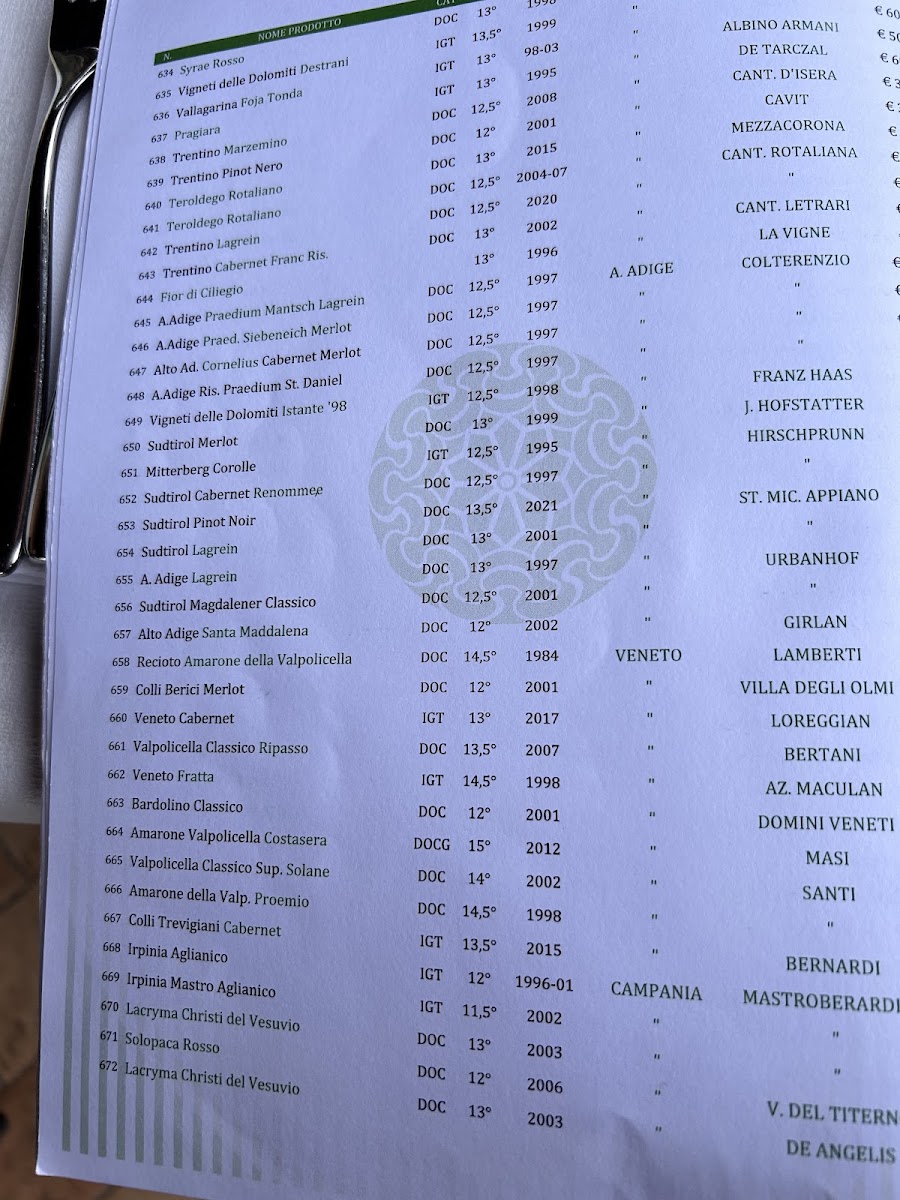 N. NOME PRODOTTO
634 Syrae Rosso DOC 13° 1998 "
635 Vigneti delle Dolomiti Destrani IGT 13,5° 1999 " € 60
636 Vallagarina Foja Tonda IGT 13° 98-03 " ALBINO ARMANI € 50
637 Pragiara IGT 13° 1995 " DE TARCZAL € 6
638 Trentino Marzemino DOC 12,5° 2008 " CANT. D'ISERA € 3
639 Trentino Pinot Nero DOC 12° 2001 " CAVIT €
640 Teroldego Rotaliano DOC 13° 2015 " MEZZACORONA €
641 Teroldego Rotaliano DOC 12,5° 2004-07 " CANT. ROTALIANA €
642 Trentino Lagrein DOC 12,5° 2020 " " €
643 Trentino Cabernet Franc Ris. DOC 13° 2002 " CANT. LETRARI €
644 Fior di Ciliegio 13° 1996 " LA VIGNE
645 A.Adige Praedium Mantsch Lagrein DOC 12,5° 1997 A. ADIGE COLTERENZIO €
646 A.Adige Praed. Siebeneich Merlot DOC 12,5° 1997 " " €
647 Alto Ad. Cornelius Cabernet Merlot DOC 12,5° 1997 " "
648 A.Adige Ris. Praedium St. Daniel DOC 12,5° 1997 " "
649 Vigneti delle Dolomiti Istante '98 IGT 12,5° 1998 " FRANZ HAAS
650 Sudtirol Merlot DOC 13° 1999 " J. HOFSTATTER
651 Mitterberg Corolle IGT 12,5° 1995 " HIRSCHPRUNN
652 Sudtirol Cabernet Renommee DOC 12,5° 1997 " "
653 Sudtirol Pinot Noir DOC 13,5° 2021 " ST. MIC. APPIANO
654 Sudtirol Lagrein DOC 13° 2001 " "
655 A. Adige Lagrein DOC 13° 1997 " URBANHOF
656 Sudtirol Magdalener Classico DOC 12,5° 2001 " "
657 Alto Adige Santa Maddalena DOC 12° 2002 " GIRLAN
658 Recioto Amarone della Valpolicella DOC 14,5° 1984 VENETO LAMBERTI
659 Colli Berici Merlot DOC 12° 2001 " VILLA DEGLI OLMI
660 Veneto Cabernet IGT 13° 2017 " LOREGGIAN
661 Valpolicella Classico Ripasso DOC 13,5° 2007 " BERTANI
662 Veneto Fratta IGT 14,5° 1998 " AZ. MACULAN
663 Bardolino Classico DOC 12° 2001 " DOMINI VENETI
664 Amarone Valpolicella Costasera DOCG 15° 2012 " MASI
665 Valpolicella Classico Sup. Solane DOC 14° 2002 " SANTI
666 Amarone della Valp. Proemio DOC 14,5° 1998 " "
667 Colli Trevigiani Cabernet IGT 13,5° 2015 " BERNARDI
668 Irpinia Aglianico IGT 12° 1996-01 CAMPANIA MASTROBERARDI
669 Irpinia Mastro Aglianico IGT 11,5° 2002 " "
670 Lacryma Christi del Vesuvio DOC 13° 2003 " "
671 Solopaca Rosso DOC 12° 2006 " V. DEL TITERN
672 Lacryma Christi del Vesuvio DOC 13° 2003 " DE ANGELIS